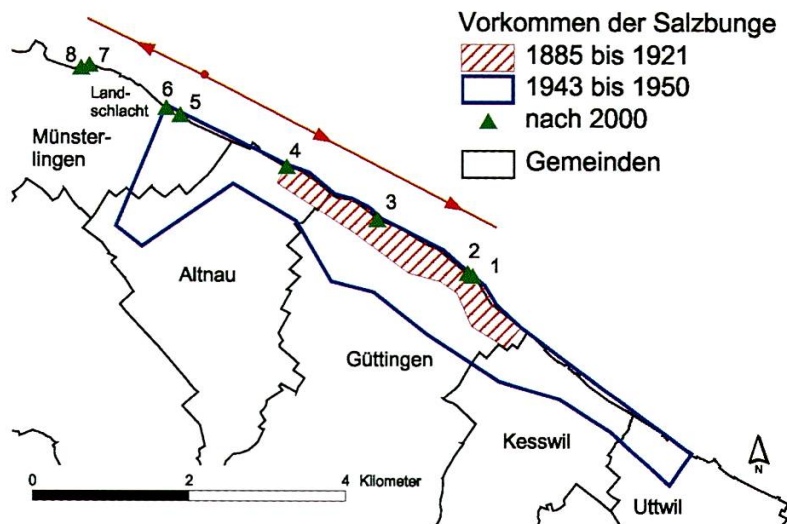 Vorkommen der Salzbunge
1885 bis 1921
1943 bis 1950
nach 2000
Gemeinden
8 7
6
5
Land-
schlacht
Münster-
lingen
4
3
2 1
Altnau
Güttingen
Kesswil
Uttwil
N
0 2 4 Kilometer